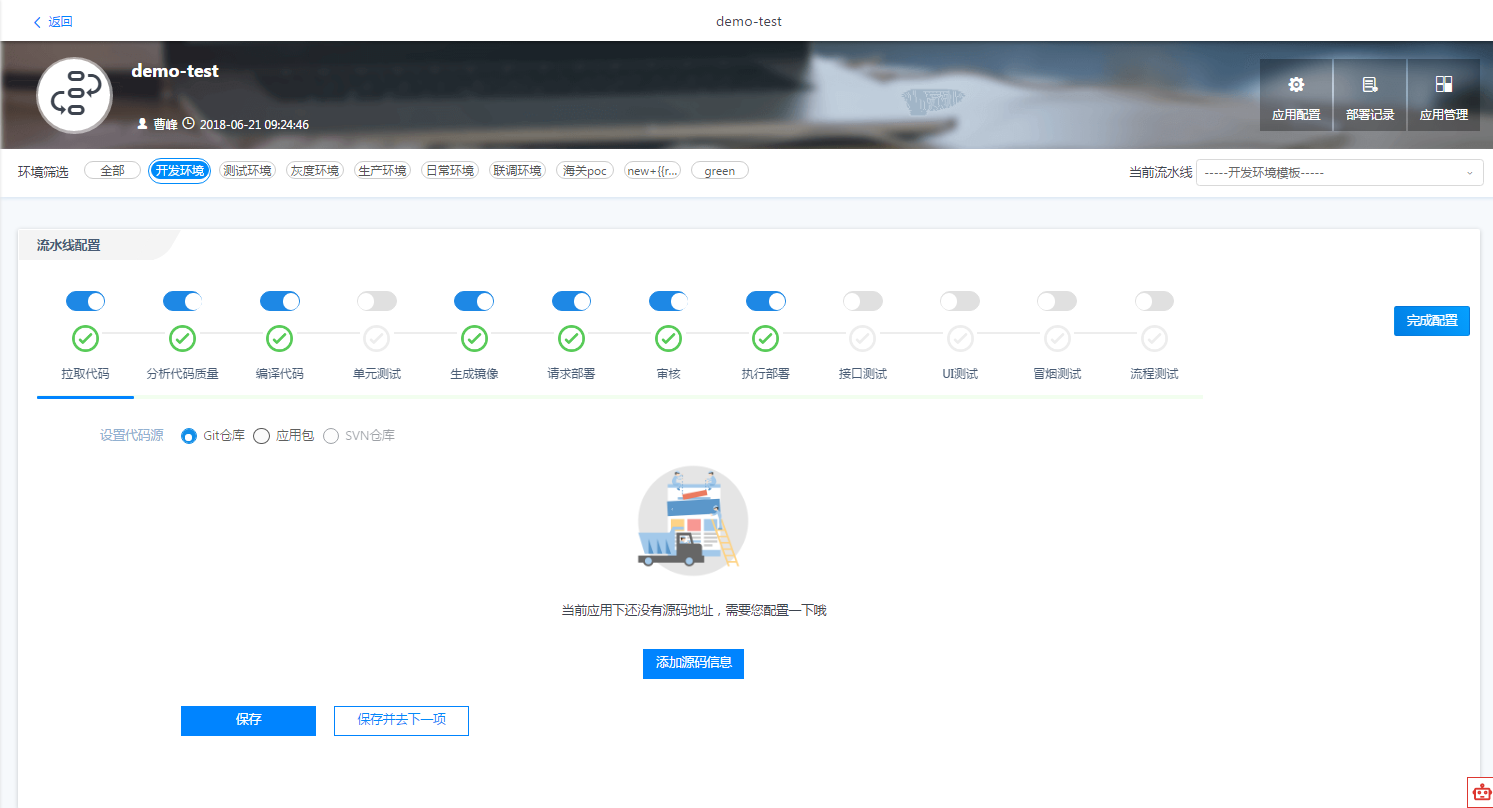 返回
demo-test
demo-test
曹峰 2018-06-21 09:24:46
应用配置 部署记录 应用管理
环境筛选 全部 开发环境 测试环境 灰度环境 生产环境 日常环境 联调环境 海关poc new+{{r... green
当前流水线 -----开发环境模板-----
流水线配置
完成配置
拉取代码 分析代码质量 编译代码 单元测试 生成镜像 请求部署 审核 执行部署 接口测试 UI测试 冒烟测试 流程测试
设置代码源 Git仓库 应用包 SVN仓库
当前应用下还没有源码地址，需要您配置一下哦
添加源码信息
保存 保存并去下一项